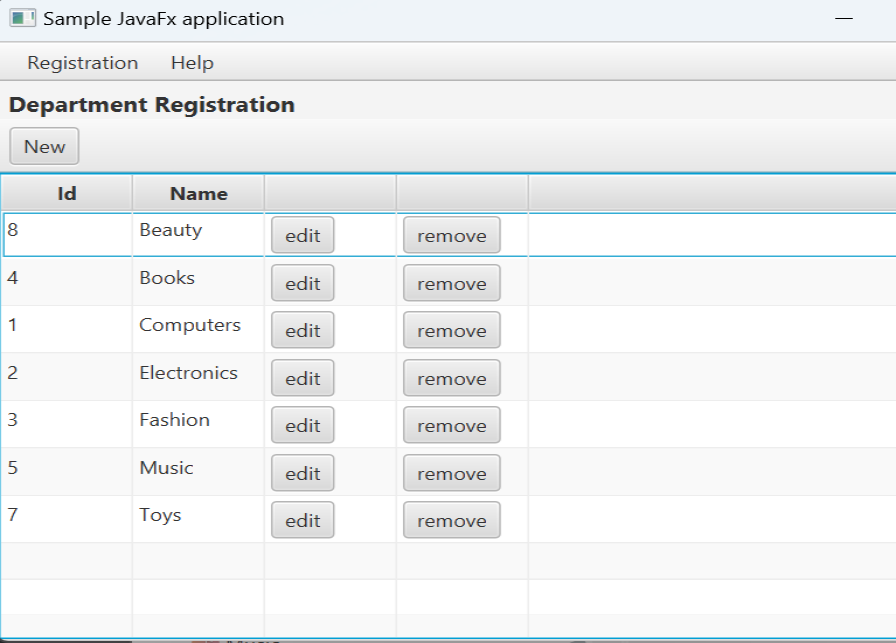 Sample JavaFx application
Registration Help
Department Registration
New
Id Name
8 Beauty edit remove
4 Books edit remove
1 Computers edit remove
2 Electronics edit remove
3 Fashion edit remove
5 Music edit remove
7 Toys edit remove